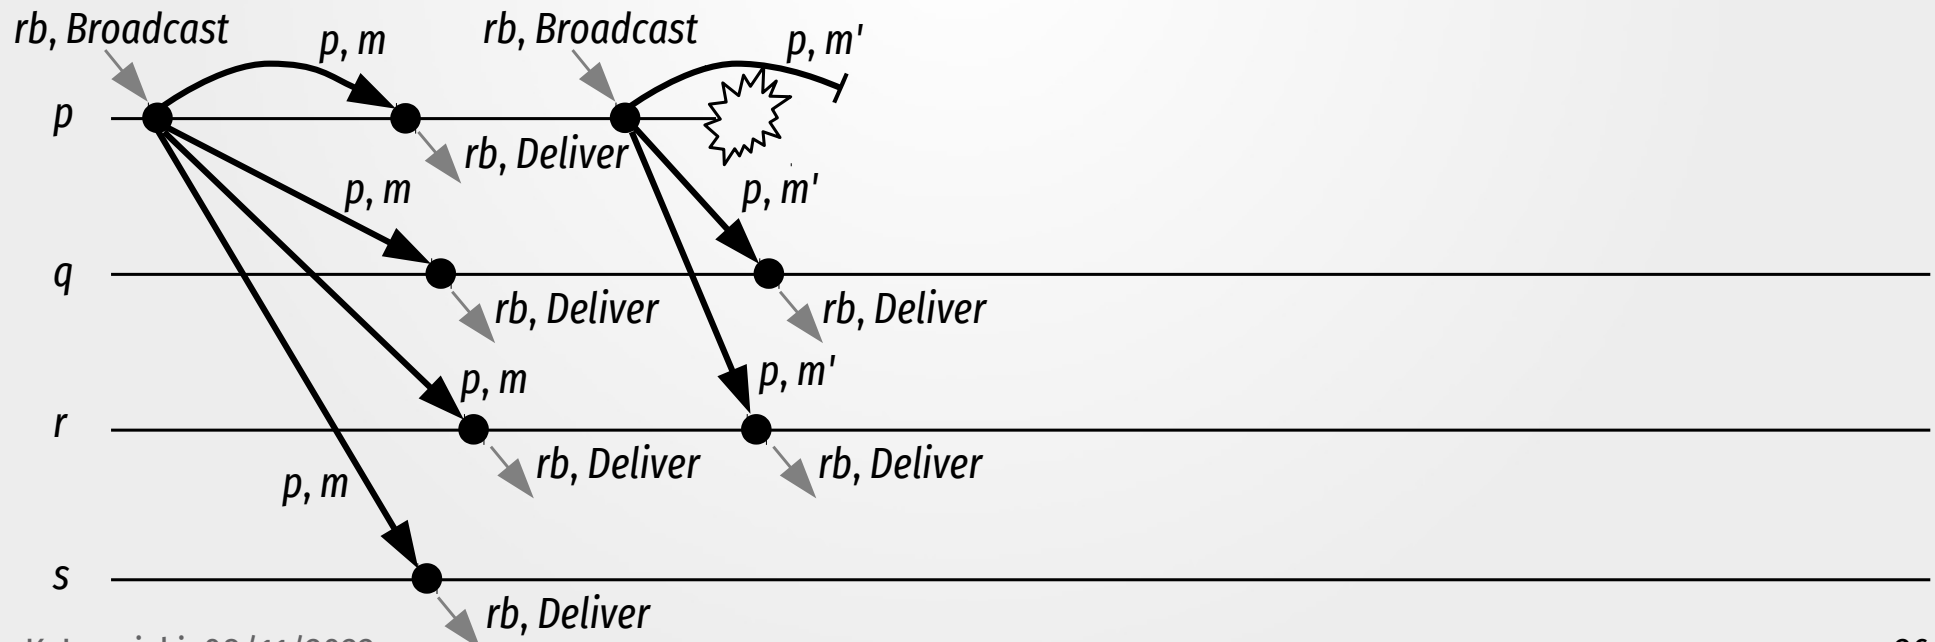 rb, Broadcast
p, m
rb, Broadcast
p, m'
p
rb, Deliver
p, m
p, m'
q
rb, Deliver
rb, Deliver
p, m
p, m'
r
rb, Deliver
rb, Deliver
p, m
s
rb, Deliver